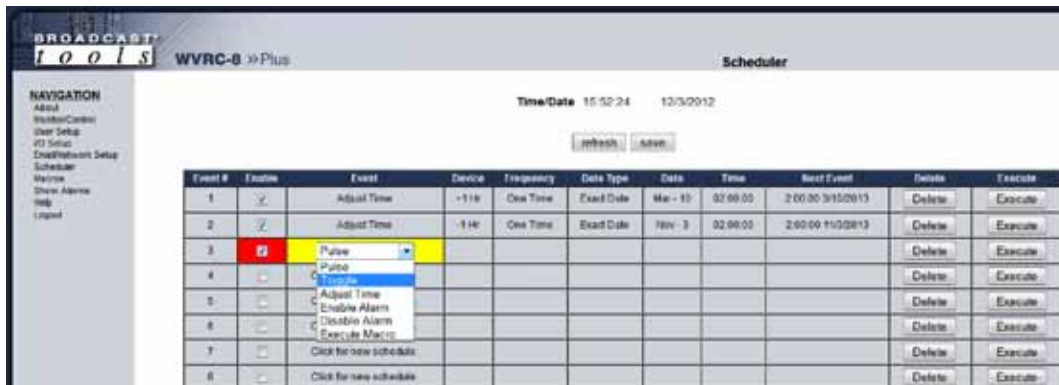 BROADCAST
tools
WVRC-8 »Plus
Scheduler
NAVIGATION
About
Monitor/Control
User Setup
I/O Setup
Email/Network Setup
Scheduler
Macros
Show Alarms
Help
Logout
Time/Date 15:52:24 12/3/2012
refresh save
Event # Enable Event Device Frequency Date Type Date Time Next Event Delete Execute
1 Adjust Time +1 Hr One Time Exact Date Mar - 10 02:00:00 2:00:00 3/10/2013 Delete Execute
2 Adjust Time -1 Hr One Time Exact Date Nov - 3 02:00:00 2:00:00 11/3/2013 Delete Execute
3 Pulse Delete Execute
Pulse
Toggle
Adjust Time
Enable Alarm
Disable Alarm
Execute Macro
4 Delete Execute
5 Delete Execute
6 Delete Execute
7 Click for new schedule Delete Execute
8 Click for new schedule Delete Execute